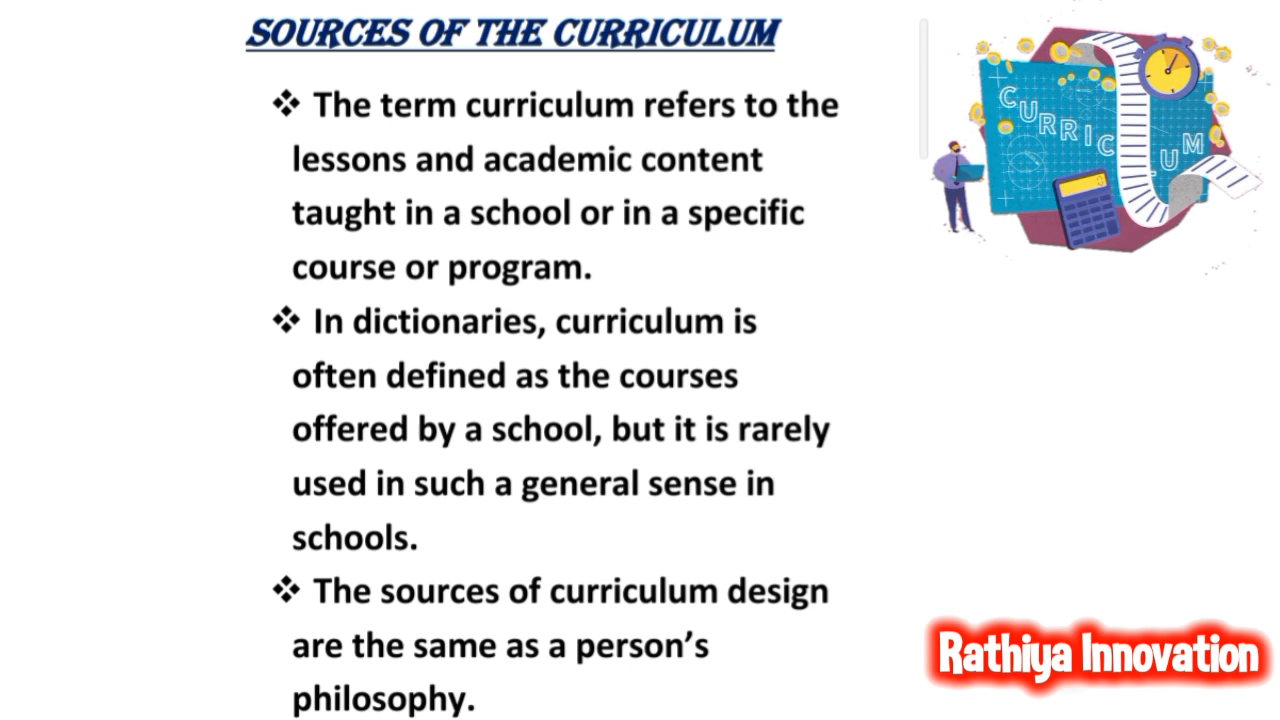 SOURCES OF THE CURRICULUM
❖ The term curriculum refers to the
lessons and academic content
taught in a school or in a specific
course or program.
❖ In dictionaries, curriculum is
often defined as the courses
offered by a school, but it is rarely
used in such a general sense in
schools.
❖ The sources of curriculum design
are the same as a person’s
philosophy.
CURRIC UM
Rathiya Innovation